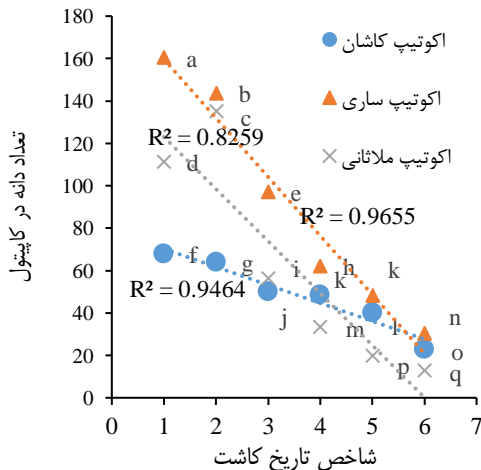 180
160
140
120
100
80
60
40
20
0
تعداد دانه در کاپیتول
اکوتیپ کاشان
اکوتیپ ساری
اکوتیپ ملاثانی
a
b
c
R² = 0.8259
d
e
R² = 0.9655
f
g
i
h
k
k
R² = 0.9464
j
m
l
n
o
p
q
0 1 2 3 4 5 6 7
شاخص تاریخ کاشت